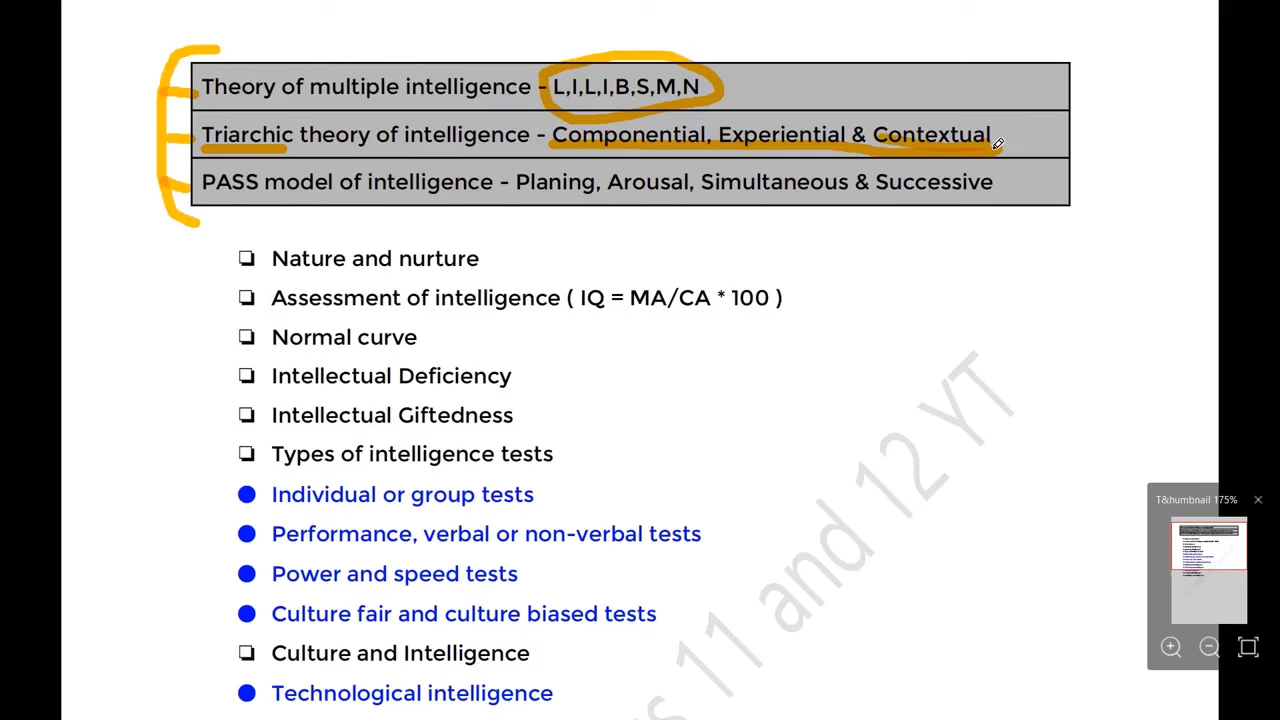 Theory of multiple intelligence - L,I,L,I,B,S,M,N
Triarchic theory of intelligence - Componential, Experiential & Contextual
PASS model of intelligence - Planing, Arousal, Simultaneous & Successive
❏ Nature and nurture
❏ Assessment of intelligence ( IQ = MA/CA * 100 )
❏ Normal curve
❏ Intellectual Deficiency
❏ Intellectual Giftedness
❏ Types of intelligence tests
● Individual or group tests
● Performance, verbal or non-verbal tests
● Power and speed tests
● Culture fair and culture biased tests
❏ Culture and Intelligence
● Technological intelligence
11 and 12 YT
T&humbnail 175%